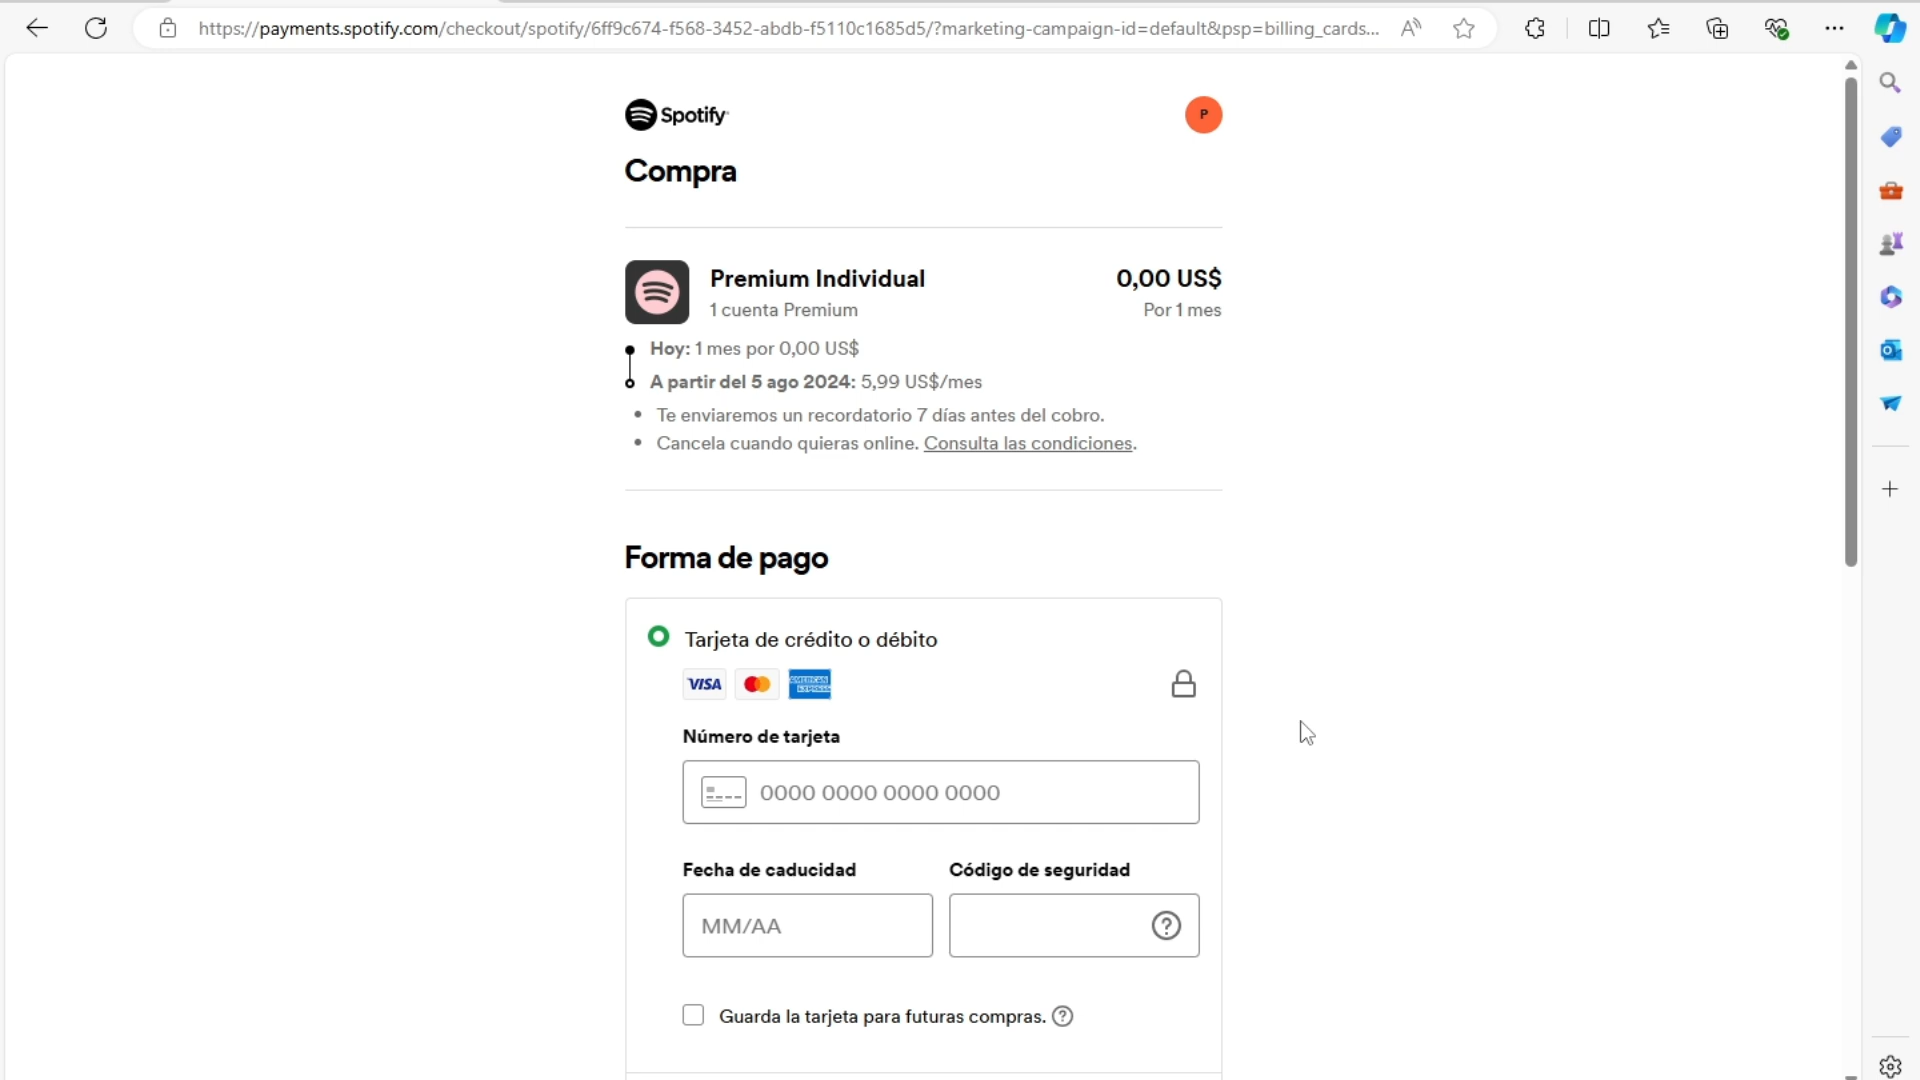 https://payments.spotify.com/checkout/spotify/6ff9c674-f568-3452-abdb-f5110c1685d5/?marketing-campaign-id=default&psp=billing_cards...
Spotify
P
Compra
Premium Individual
0,00 US$
1 cuenta Premium
Por 1 mes
Hoy: 1 mes por 0,00 US$
A partir del 5 ago 2024: 5,99 US$/mes
• Te enviaremos un recordatorio 7 días antes del cobro.
• Cancela cuando quieras online. Consulta las condiciones.
Forma de pago
Tarjeta de crédito o débito
VISA
AMERICAN EXPRESS
Número de tarjeta
0000 0000 0000 0000
Fecha de caducidad
Código de seguridad
MM/AA
Guarda la tarjeta para futuras compras.